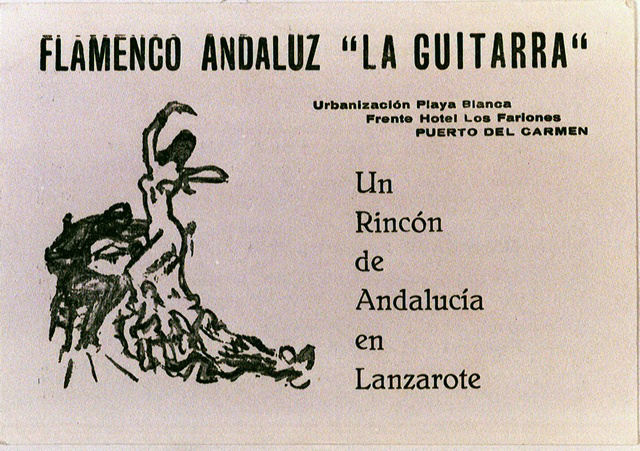 FLAMENCO ANDALUZ “LA GUITARRA“
Urbanización Playa Blanca
Frente Hotel Los Fariones
PUERTO DEL CARMEN
Un
Rincón
de
Andalucía
en
Lanzarote